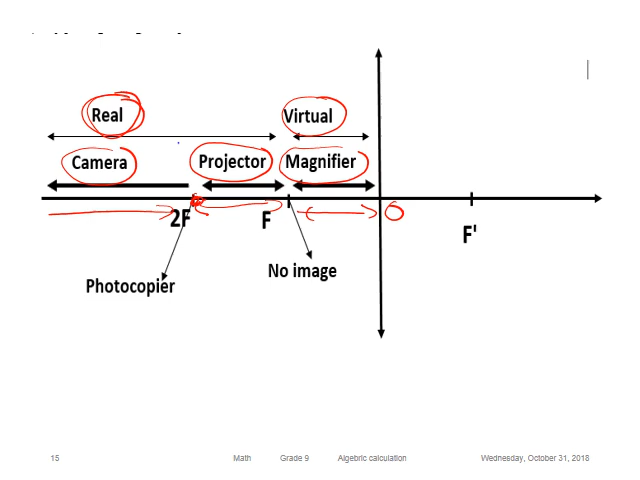 Real Virtual
Camera Projector Magnifier
2F F O F'
No image
Photocopier
15 Math Grade 9 Algebric calculation Wednesday, October 31, 2018